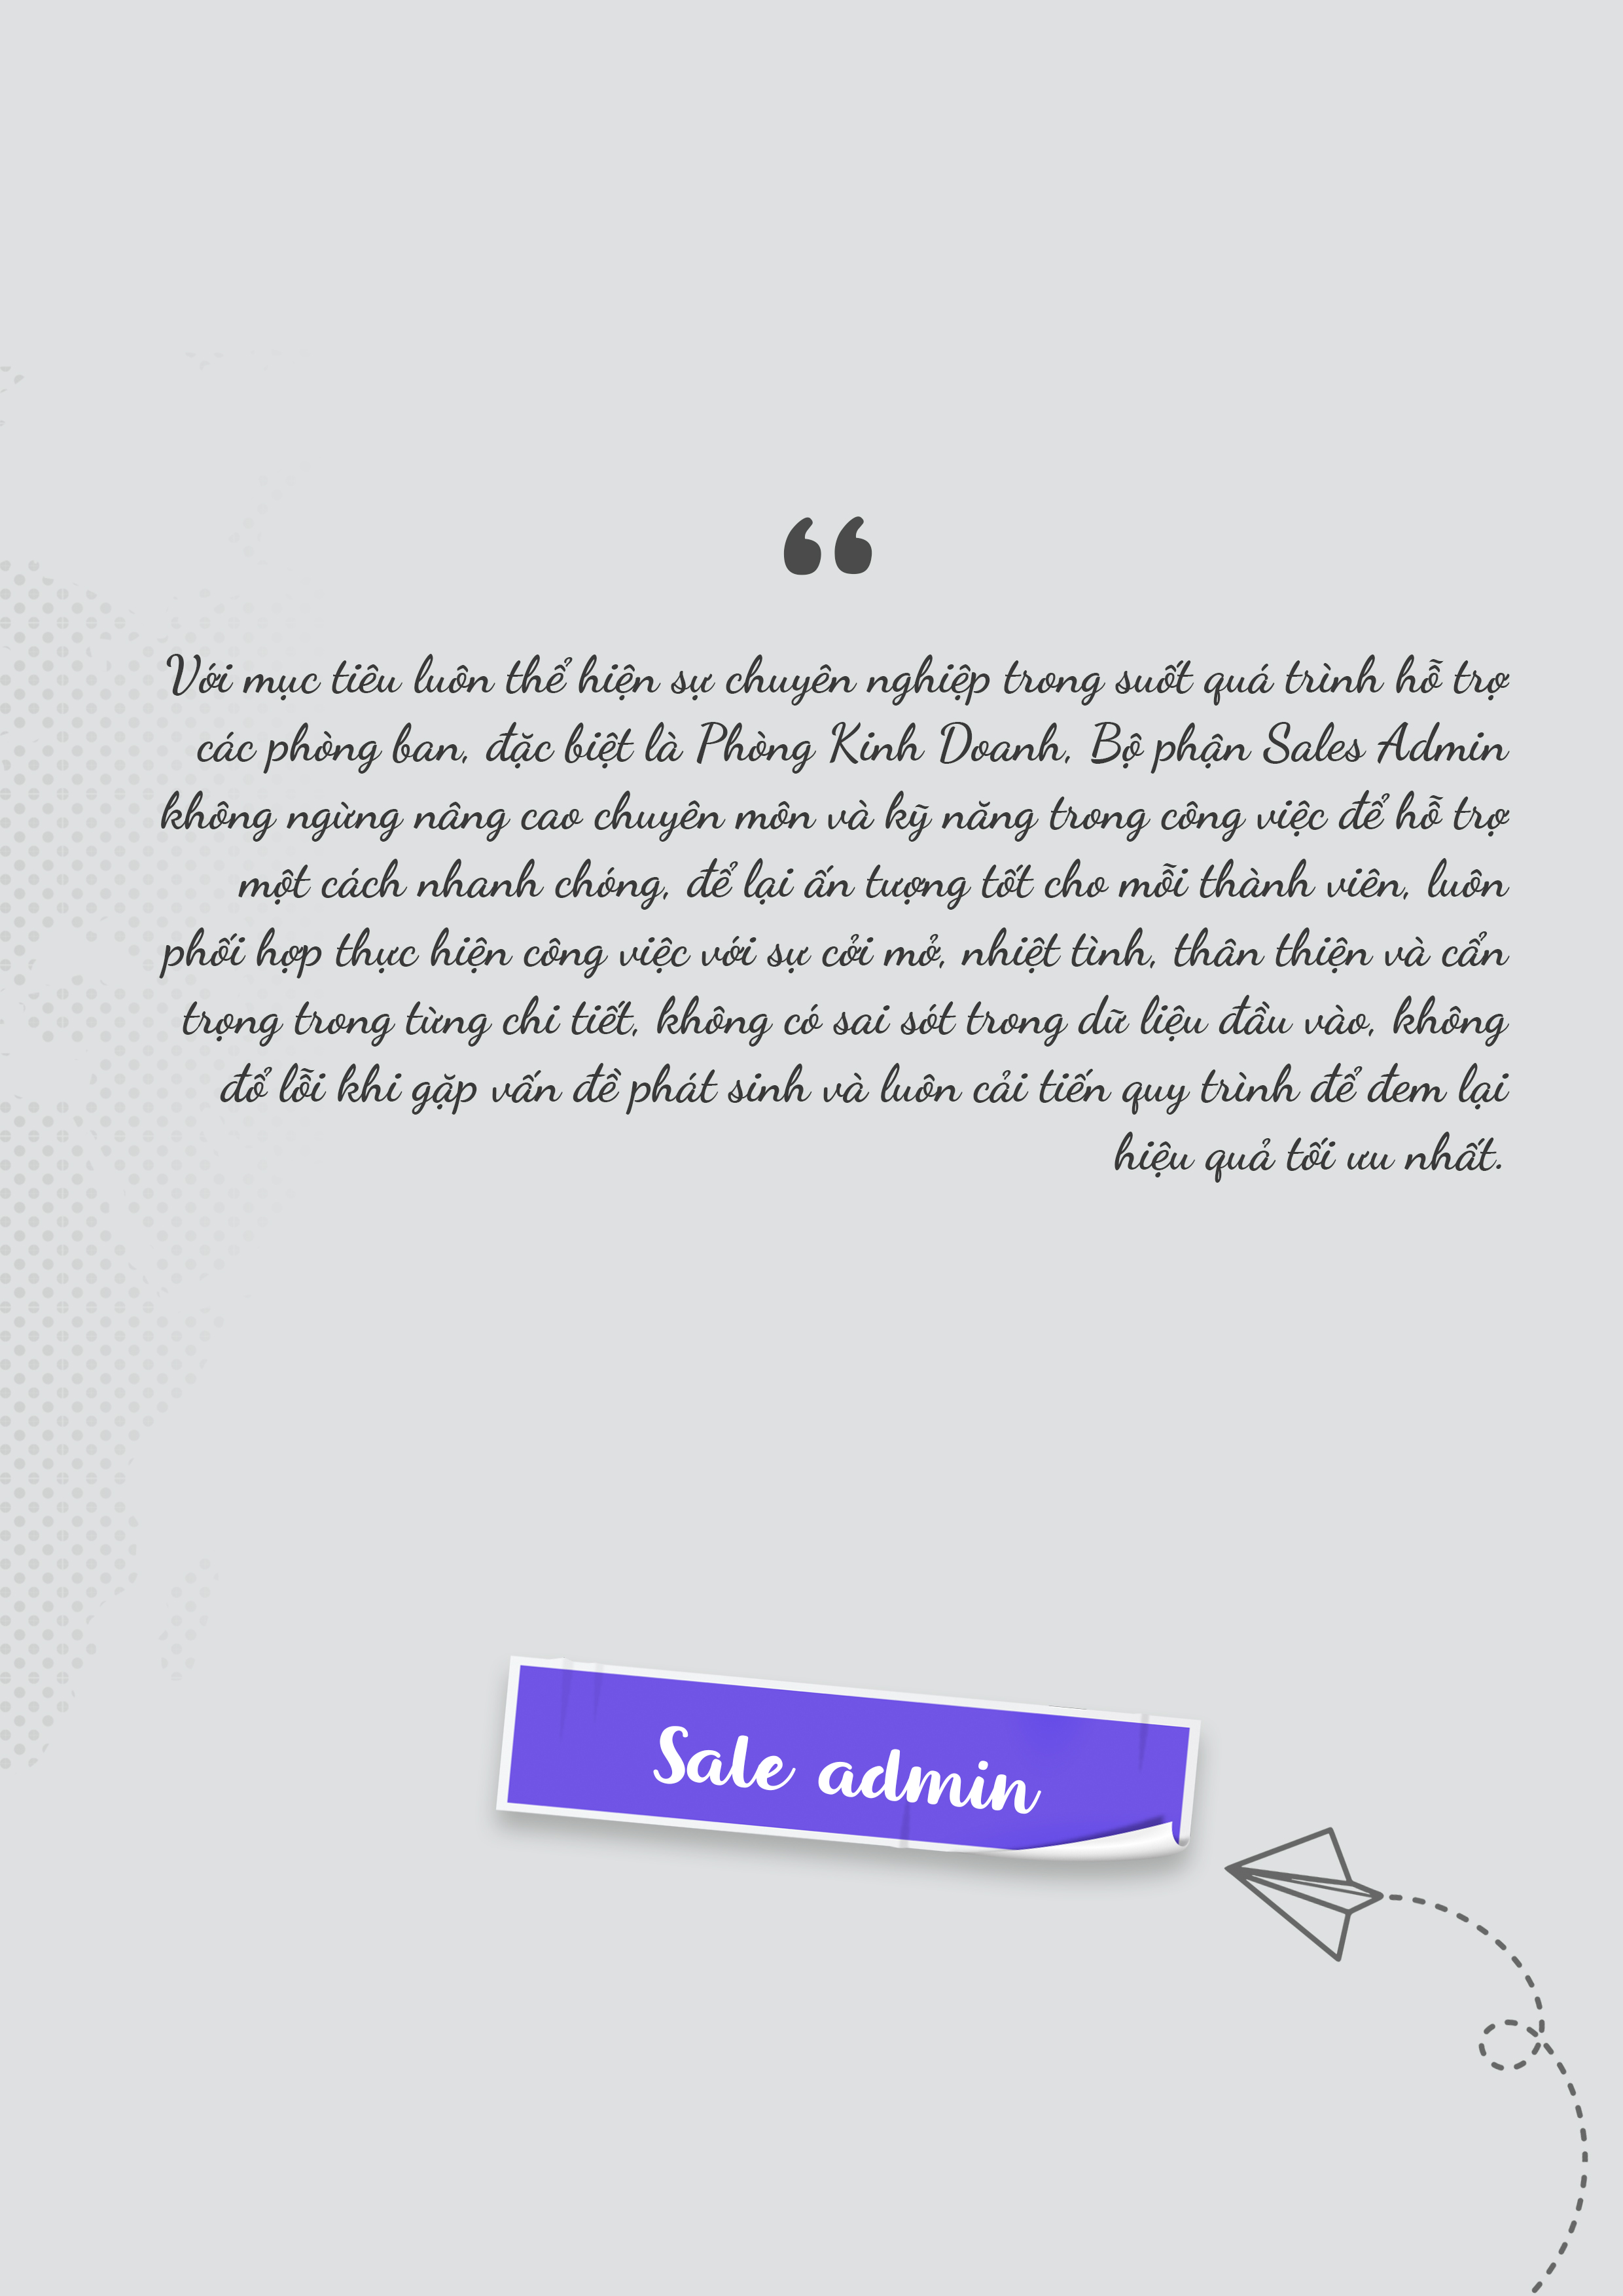 “
Với mục tiêu luôn thể hiện sự chuyên nghiệp trong suốt quá trình hỗ trợ
các phòng ban, đặc biệt là Phòng Kinh Doanh, Bộ phận Sales Admin
không ngừng nâng cao chuyên môn và kỹ năng trong công việc để hỗ trợ
một cách nhanh chóng, để lại ấn tượng tốt cho mỗi thành viên, luôn
phối hợp thực hiện công việc với sự cởi mở, nhiệt tình, thân thiện và cẩn
trọng trong từng chi tiết, không có sai sót trong dữ liệu đầu vào, không
đổ lỗi khi gặp vấn đề phát sinh và luôn cải tiến quy trình để đem lại
hiệu quả tối ưu nhất.
Sale admin